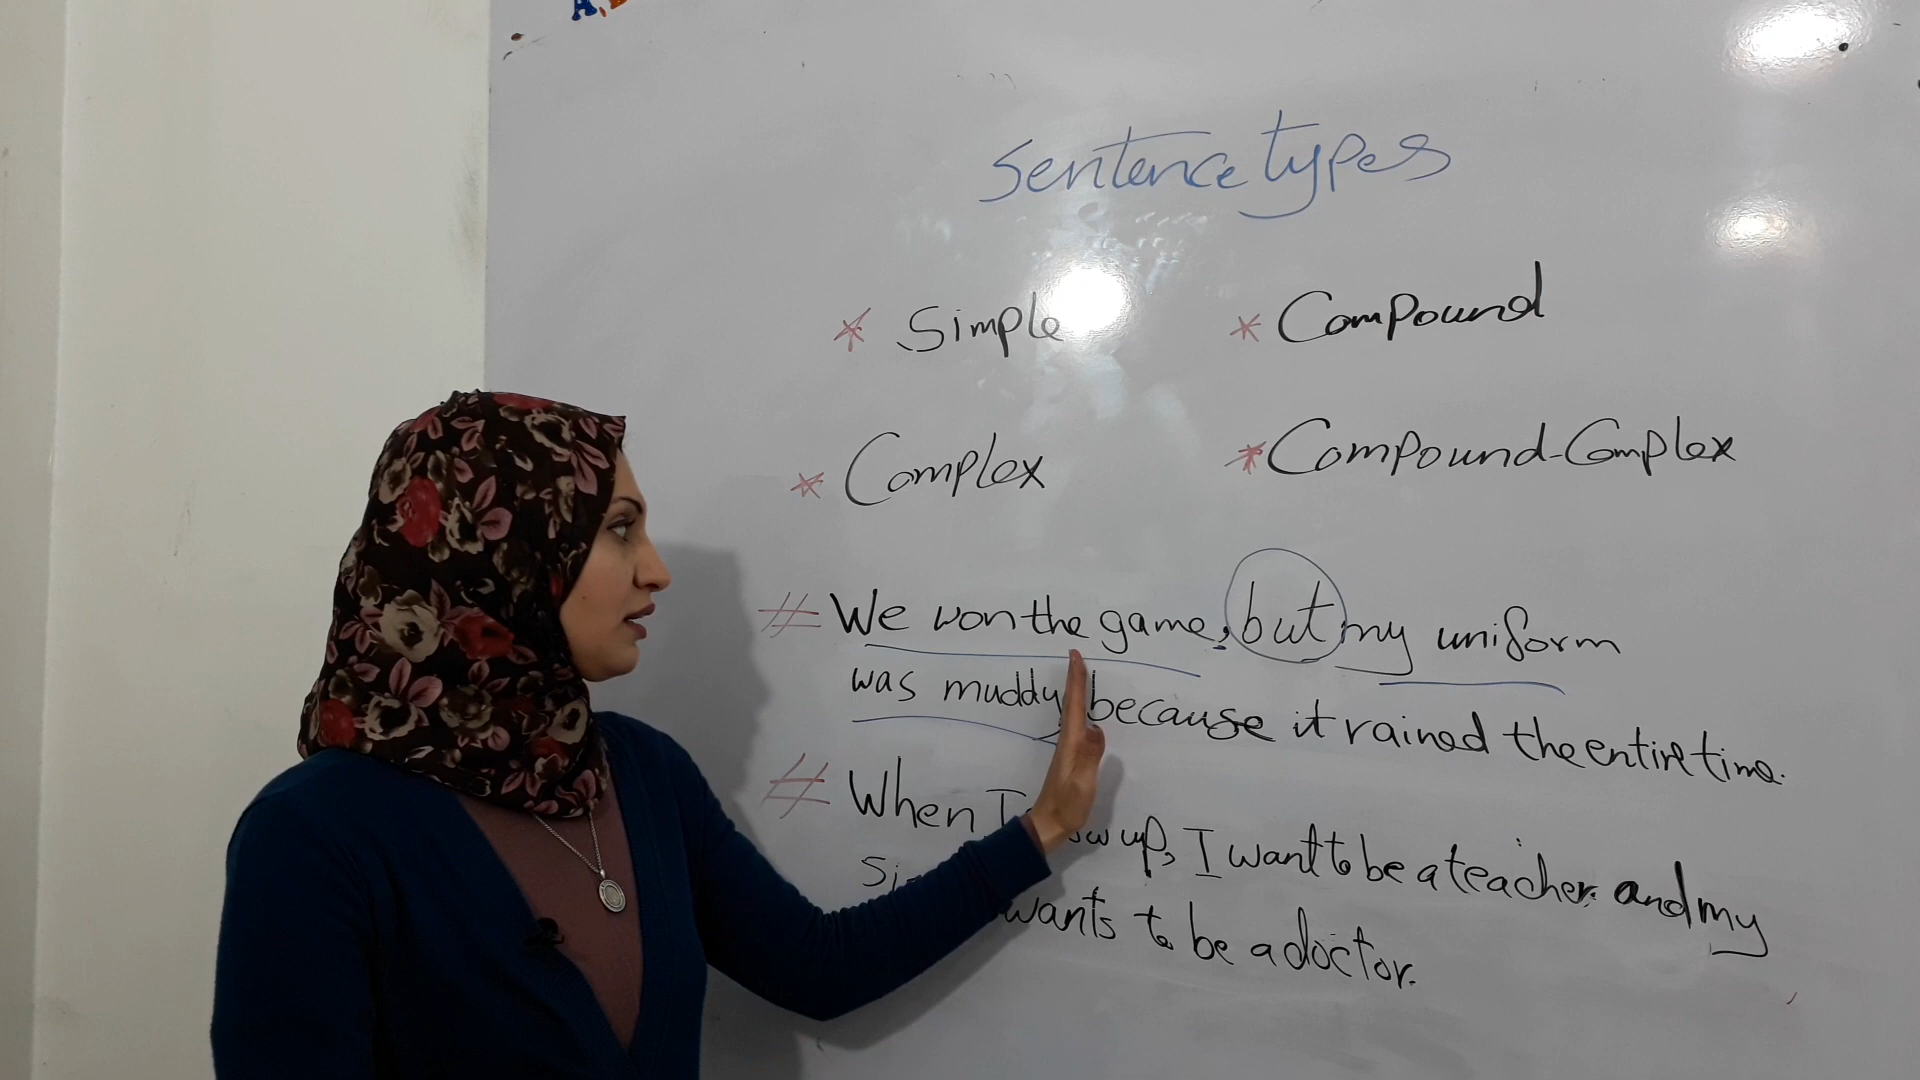 Sentence types
* Simple * Compound
* Complex * Compound-Complex
# We won the game, but my uniform
was muddy because it rained the entire time.
# When I up, I want to be a teacher and my
wants to be a doctor.